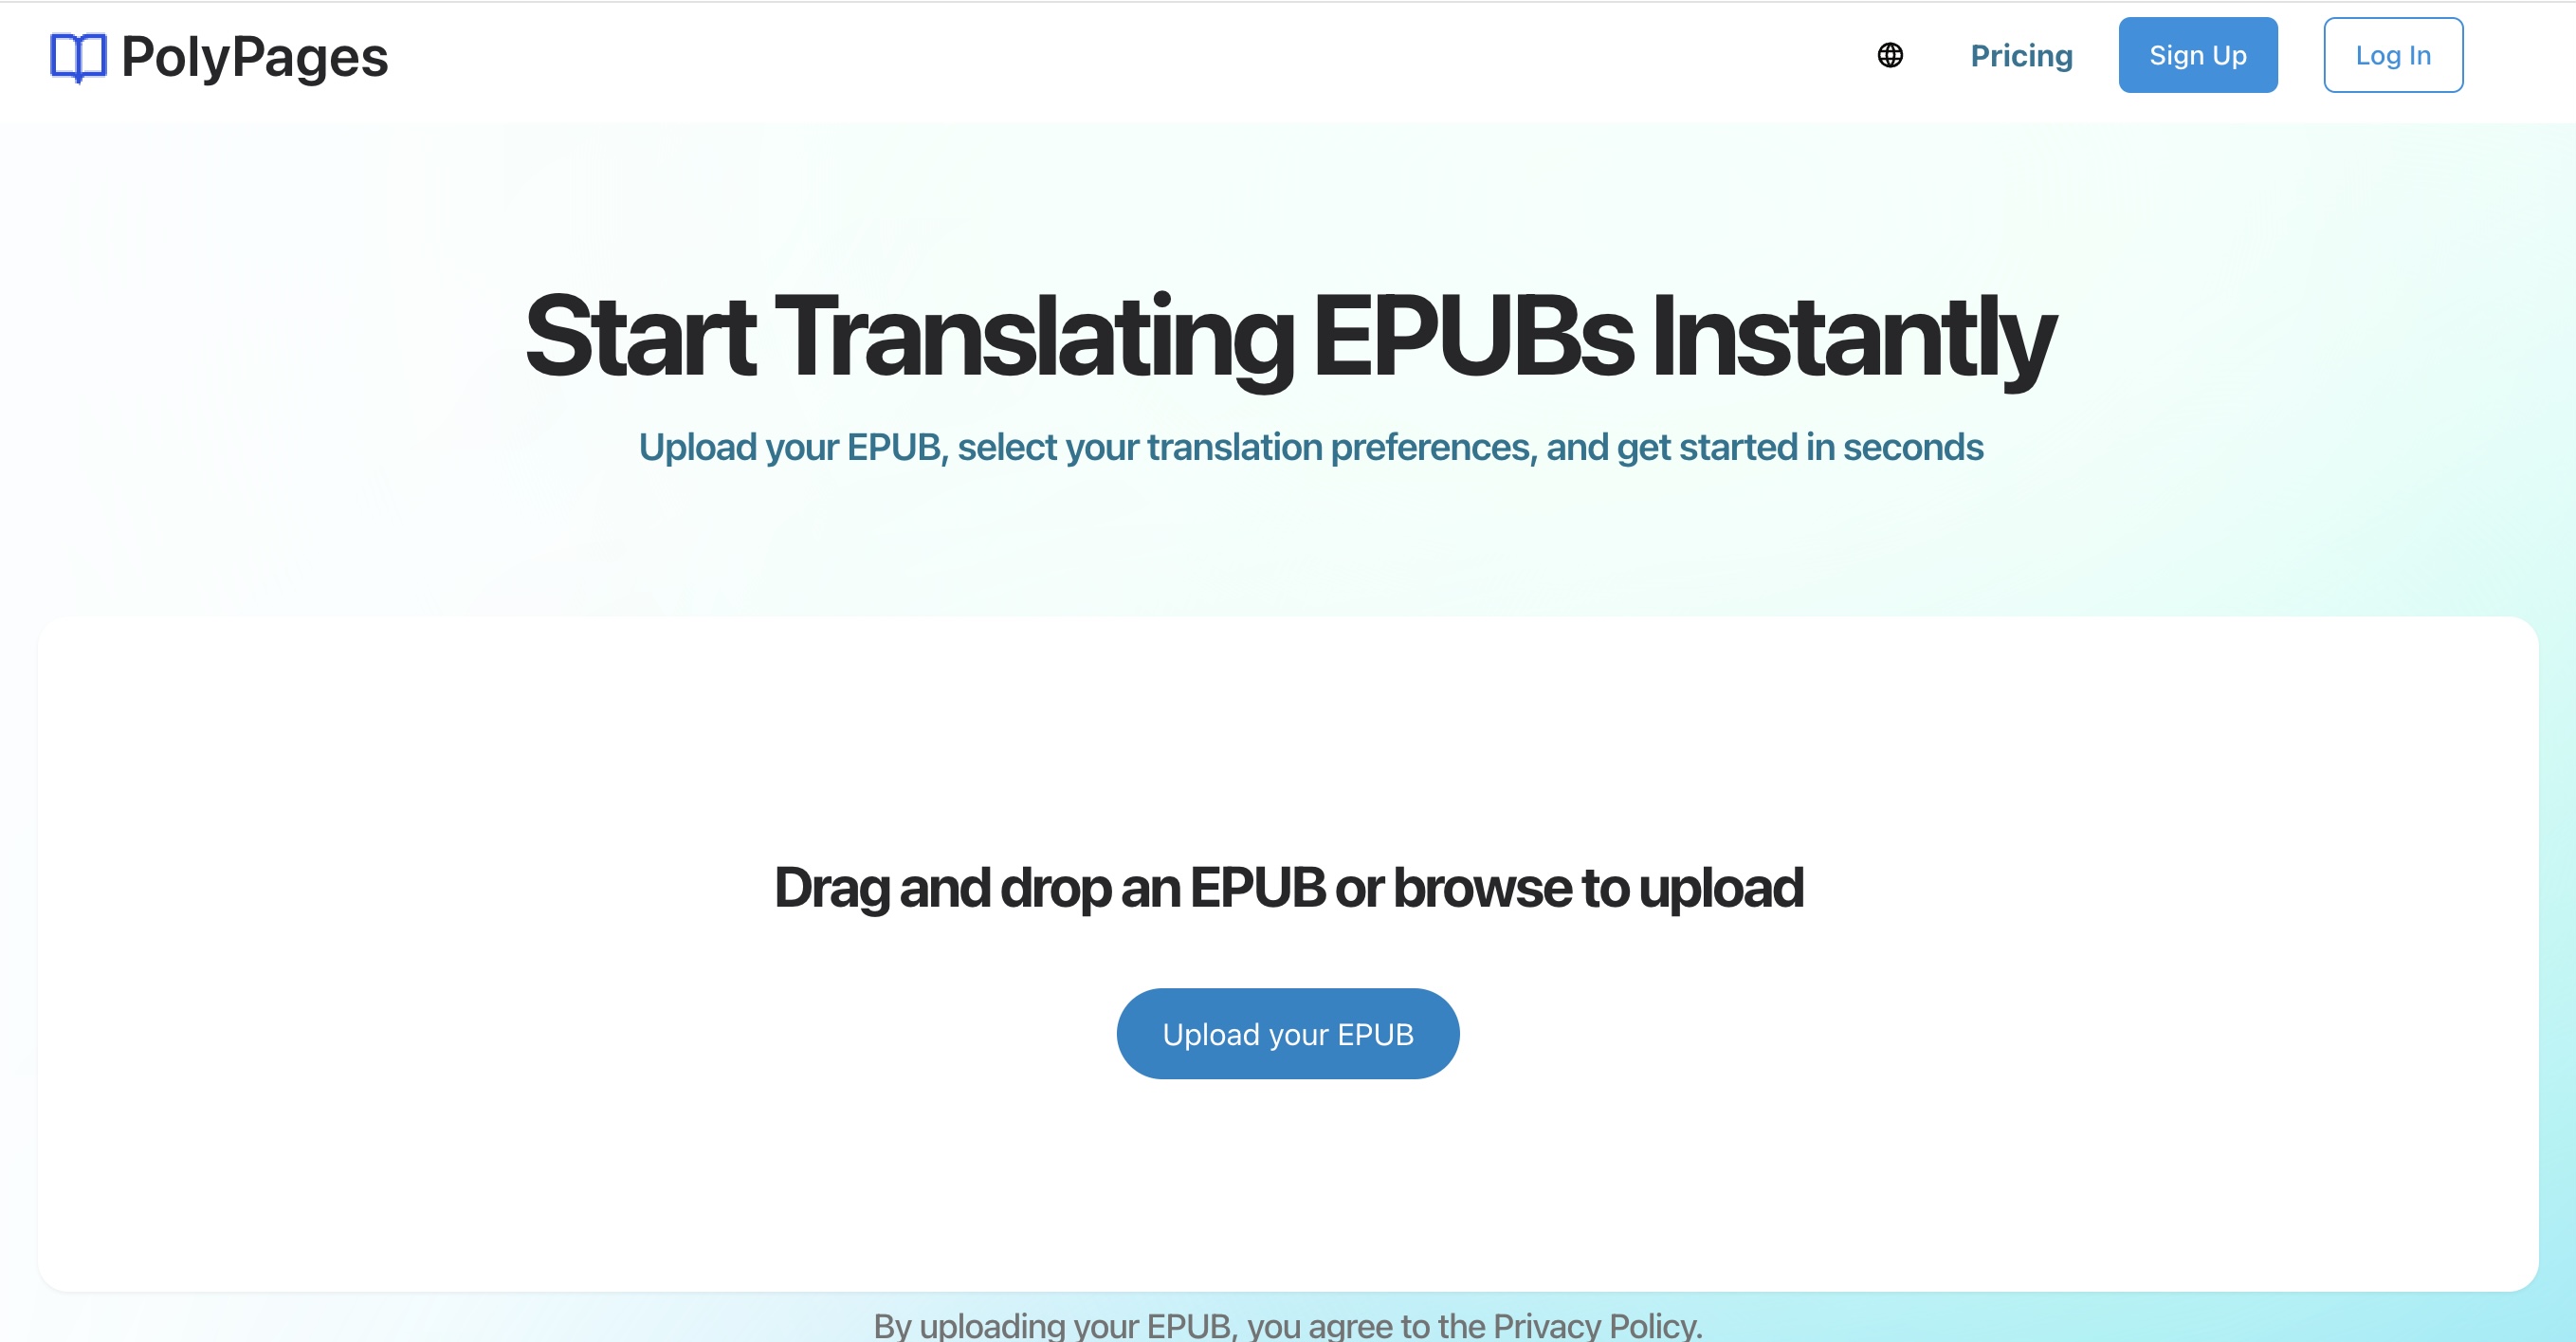 PolyPages
Pricing
Sign Up
Log In
Start Translating EPUBs Instantly
Upload your EPUB, select your translation preferences, and get started in seconds
Drag and drop an EPUB or browse to upload
Upload your EPUB
By uploading your EPUB, you agree to the Privacy Policy.